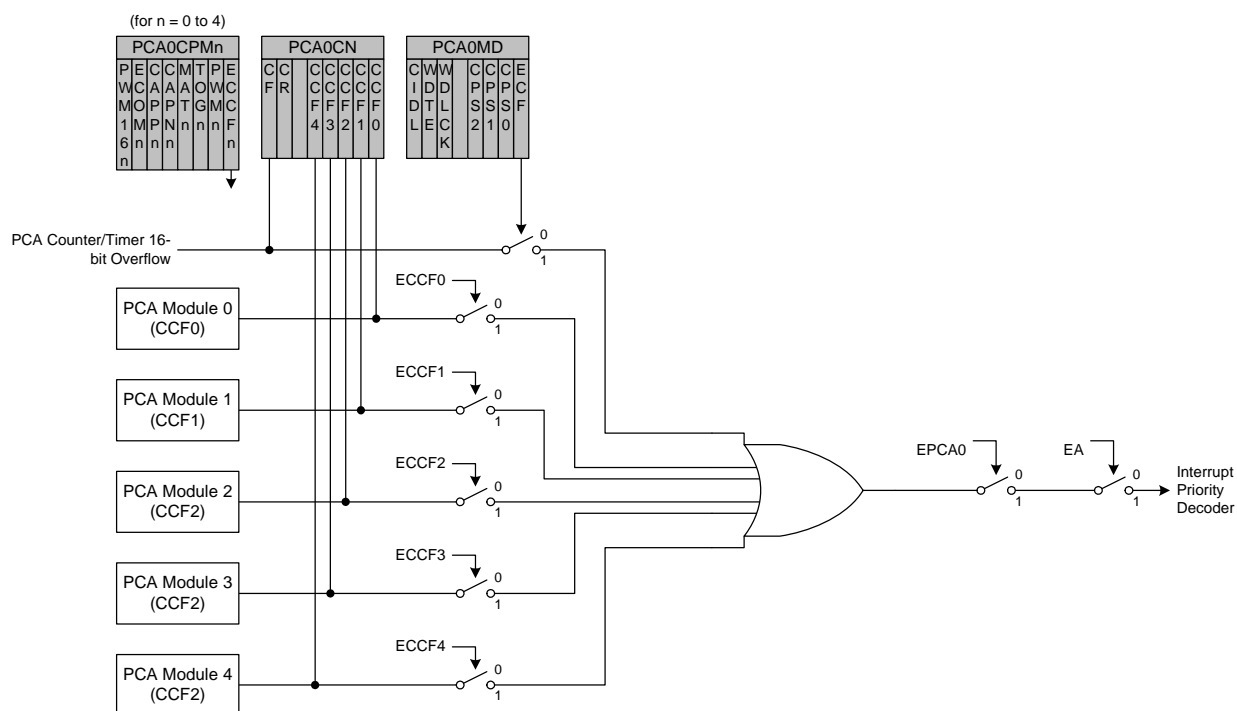 (for n = 0 to 4)
PCA0CPMn
PWM16n
ECOMn
CAPPn
CAPNn
MATn
TOGn
PWMn
ECCFn
PCA0CN
CF
CR
CCF4
CCF3
CCF2
CCF1
CCF0
PCA0MD
CIDL
WDTE
WDLCK
CPS2
CPS1
CPS0
ECF
PCA Counter/Timer 16-
bit Overflow
0
1
PCA Module 0
(CCF0)
ECCF0
0
1
PCA Module 1
(CCF1)
ECCF1
0
1
PCA Module 2
(CCF2)
ECCF2
0
1
PCA Module 3
(CCF2)
ECCF3
0
1
PCA Module 4
(CCF2)
ECCF4
0
1
EPCA0
0
1
EA
0
1
Interrupt
Priority
Decoder